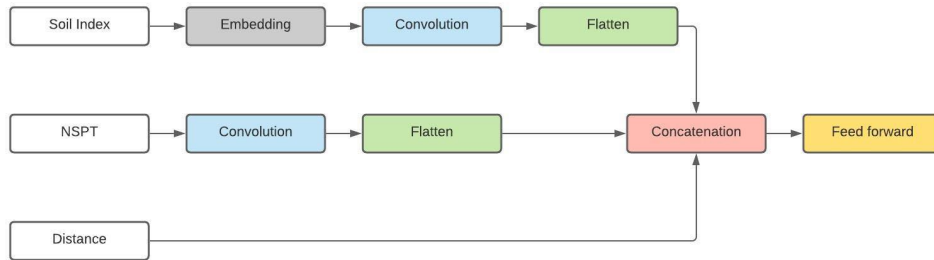 Soil Index
Embedding
Convolution
Flatten
NSPT
Convolution
Flatten
Concatenation
Feed forward
Distance